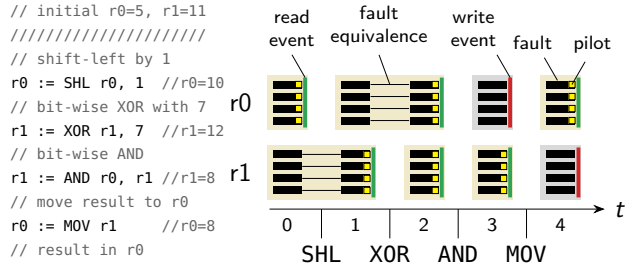 // initial r0=5, r1=11
//////////////////////
// shift-left by 1
r0 := SHL r0, 1 //r0=10
// bit-wise XOR with 7
r1 := XOR r1, 7 //r1=12
// bit-wise AND
r1 := AND r0, r1 //r1=8
// move result to r0
r0 := MOV r1 //r0=8
// result in r0
read
event
fault
equivalence
write
event
fault
pilot
r0
r1
0 1 2 3 4
t
SHL XOR AND MOV